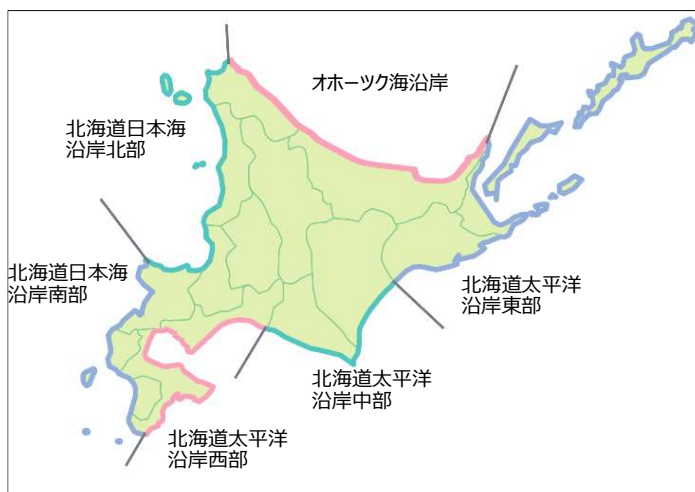 オホーツク海沿岸
北海道日本海
沿岸北部
北海道日本海
沿岸南部
北海道太平洋
沿岸東部
北海道太平洋
沿岸中部
北海道太平洋
沿岸西部